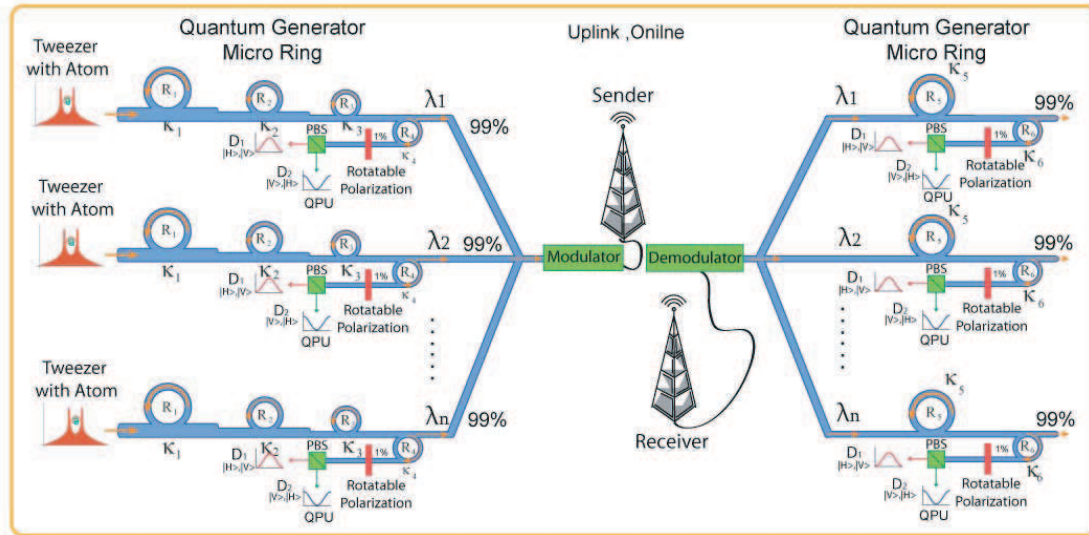 Quantum Generator
Micro Ring
Uplink ,Onilne
Quantum Generator
Micro Ring
Tweezer
with Atom
R1
κ1
R2
κ2
R3
κ3
R4
κ4
λ1
99%
D1
|H>,|V>
PBS
1%
D2
|V>,|H>
QPU
Rotatable
Polarization
Tweezer
with Atom
R1
κ1
R2
κ2
R3
κ3
R4
κ4
λ2
99%
D1
|H>,|V>
PBS
1%
D2
|V>,|H>
QPU
Rotatable
Polarization
Tweezer
with Atom
R1
κ1
R2
κ2
R3
κ3
R4
κ4
λn
99%
D1
|H>,|V>
PBS
1%
D2
|V>,|H>
QPU
Rotatable
Polarization
Sender
Modulator
Demodulator
Receiver
λ1
κ5
R5
99%
R6
κ6
D1
|H>,|V>
PBS
1%
D2
|V>,|H>
QPU
Rotatable
Polarization
λ2
κ5
R5
99%
R6
κ6
D1
|H>,|V>
PBS
1%
D2
|V>,|H>
QPU
Rotatable
Polarization
λn
κ5
R5
99%
R6
κ6
D1
|H>,|V>
PBS
1%
D2
|V>,|H>
QPU
Rotatable
Polarization